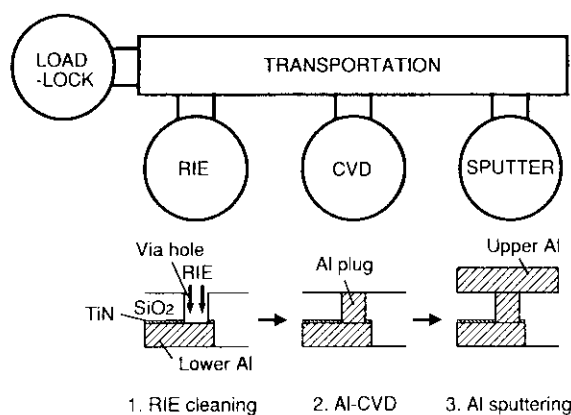 LOAD
-LOCK
TRANSPORTATION
RIE
CVD
SPUTTER
Via hole
RIE
SiO2
TiN
Lower Al
Al plug
Upper Al
1. RIE cleaning
2. Al-CVD
3. Al sputtering